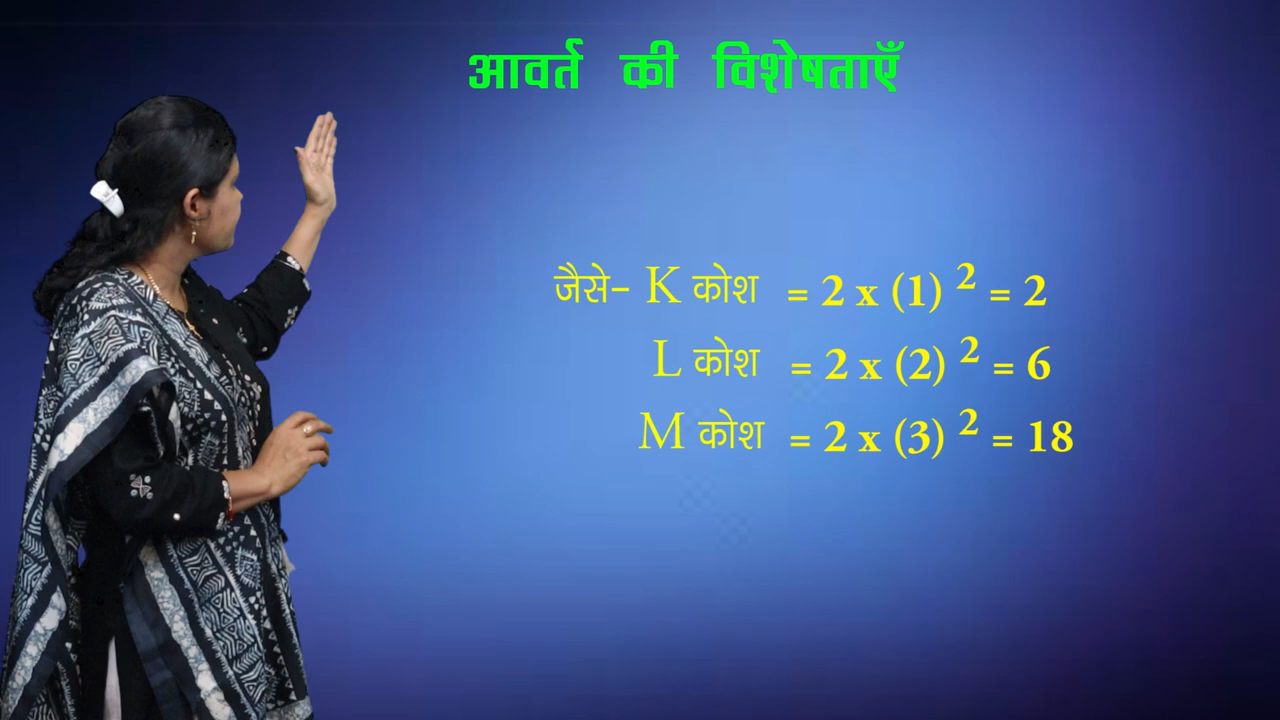 आवर्त की विशेषताएँ
जैसे- K कोश = 2 x (1) ² = 2
L कोश = 2 x (2) ² = 6
M कोश = 2 x (3) ² = 18